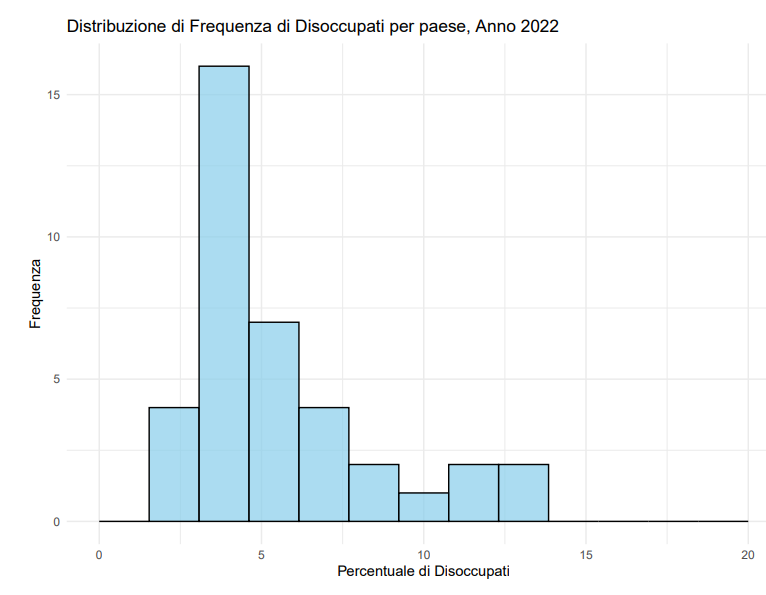 Distribuzione di Frequenza di Disoccupati per paese, Anno 2022
15
10
5
0
Frequenza
0 5 10 15 20
Percentuale di Disoccupati